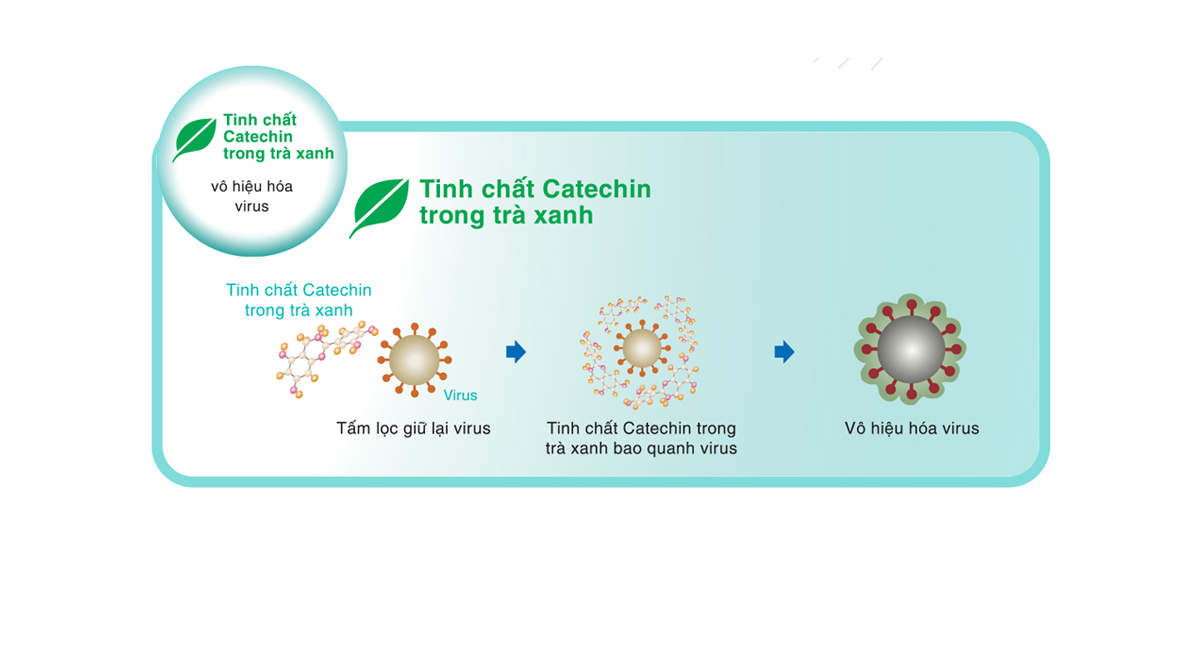 Tinh chất
Catechin
trong trà xanh
vô hiệu hóa
virus
Tinh chất Catechin
trong trà xanh
Tinh chất Catechin
trong trà xanh
Virus
Tấm lọc giữ lại virus
Tinh chất Catechin trong
trà xanh bao quanh virus
Vô hiệu hóa virus